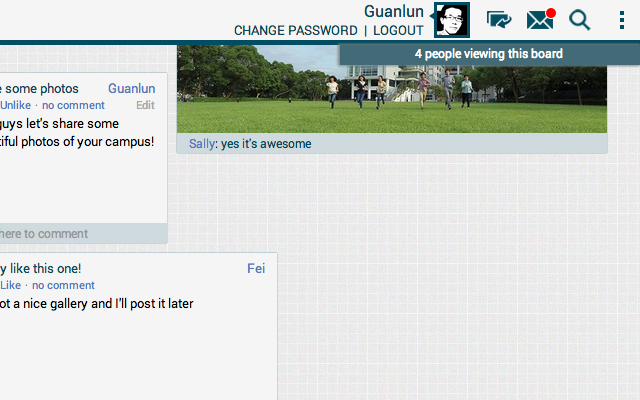 Guanlun
CHANGE PASSWORD | LOGOUT
4 people viewing this board
e some photos Guanlun
Unlike · no comment Edit
guys let's share some
tiful photos of your campus!
here to comment
Sally: yes it's awesome
y like this one! Fei
Like · no comment
ot a nice gallery and I'll post it later